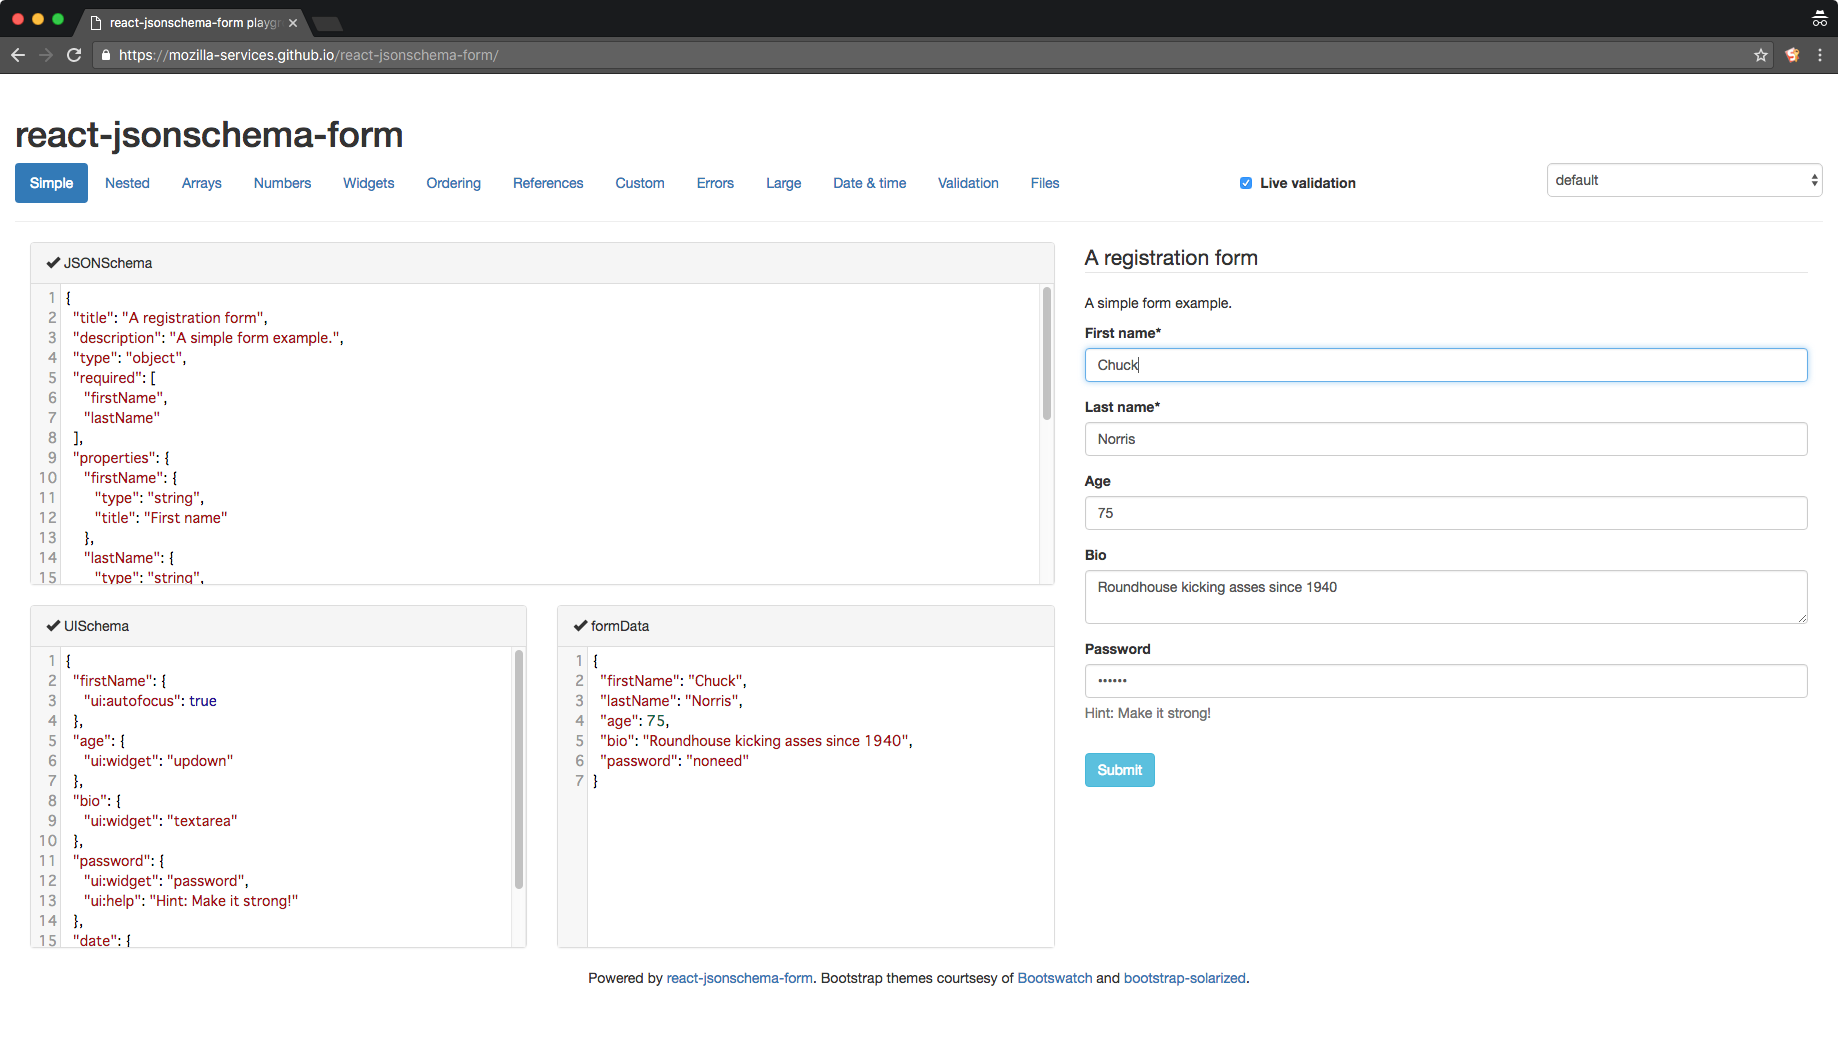 react-jsonschema-form playgr
https://mozilla-services.github.io/react-jsonschema-form/
react-jsonschema-form
Simple Nested Arrays Numbers Widgets Ordering References Custom Errors Large Date & time Validation Files Live validation default
JSONSchema
1 {
2 "title": "A registration form",
3 "description": "A simple form example.",
4 "type": "object",
5 "required": [
6 "firstName",
7 "lastName"
8 ],
9 "properties": {
10 "firstName": {
11 "type": "string",
12 "title": "First name"
13 },
14 "lastName": {
15 "type": "string",
UISchema
1 {
2 "firstName": {
3 "ui:autofocus": true
4 },
5 "age": {
6 "ui:widget": "updown"
7 },
8 "bio": {
9 "ui:widget": "textarea"
10 },
11 "password": {
12 "ui:widget": "password",
13 "ui:help": "Hint: Make it strong!"
14 },
15 "date": {
formData
1 {
2 "firstName": "Chuck",
3 "lastName": "Norris",
4 "age": 75,
5 "bio": "Roundhouse kicking asses since 1940",
6 "password": "noneed"
7 }
A registration form
A simple form example.
First name*
Chuck
Last name*
Norris
Age
75
Bio
Roundhouse kicking asses since 1940
Password
••••••
Hint: Make it strong!
Submit
Powered by react-jsonschema-form. Bootstrap themes courtsesy of Bootswatch and bootstrap-solarized.